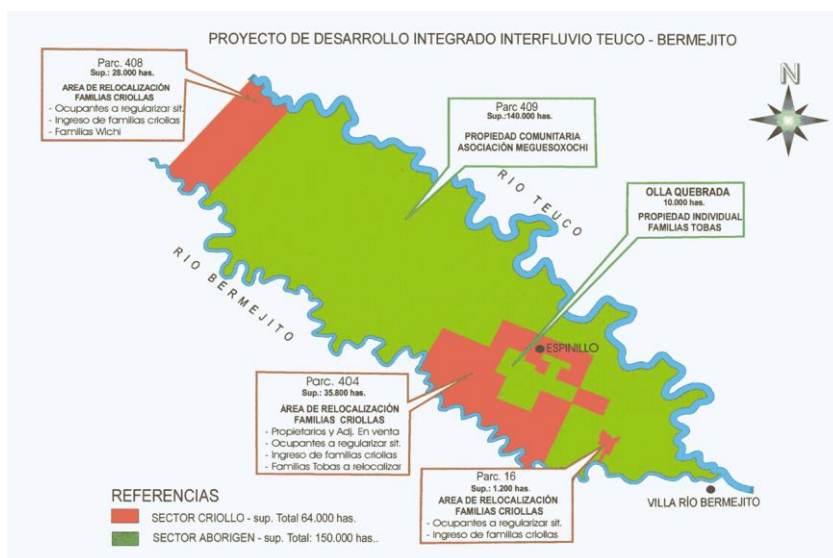 PROYECTO DE DESARROLLO INTEGRADO INTERFLUVIO TEUCO - BERMEJITO
Parc. 408
Sup.: 28.000 has.
AREA DE RELOCALIZACIÓN
FAMILIAS CRIOLLAS
- Ocupantes a regularizar sit.
- Ingreso de familias criollas
- Familias Wichi
Parc 409
Sup.:140.000 has.
PROPIEDAD COMUNITARIA
ASOCIACIÓN MEGUESOXOCHI
N
RIO TEUCO
OLLA QUEBRADA
10.000 has.
PROPIEDAD INDIVIDUAL
FAMILIAS TOBAS
RIO BERMEJITO
ESPINILLO
Parc. 404
Sup.: 35.800 has.
AREA DE RELOCALIZACIÓN
FAMILIAS CRIOLLAS
- Propietarios y Adj. En venta
- Ocupantes a regularizar sit.
- Ingreso de familias criollas
- Familias Tobas a relocalizar
Parc. 16
Sup.: 1.200 has.
AREA DE RELOCALIZACIÓN
FAMILIAS CRIOLLAS
- Ocupantes a regularizar sit.
- Ingreso de familias criollas
VILLA RÍO BERMEJITO
REFERENCIAS
SECTOR CRIOLLO - sup. Total 64.000 has.
SECTOR ABORIGEN - sup. Total: 150.000 has..